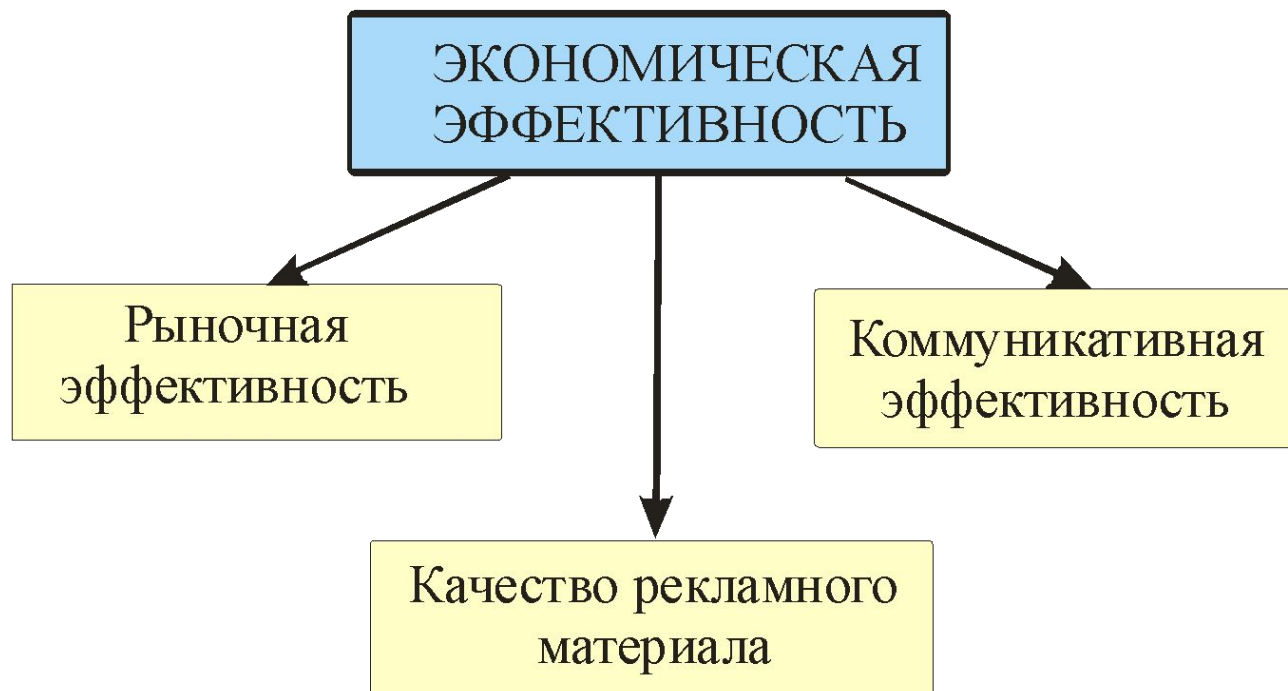 ЭКОНОМИЧЕСКАЯ
ЭФФЕКТИВНОСТЬ
Рыночная
эффективность
Коммуникативная
эффективность
Качество рекламного
материала